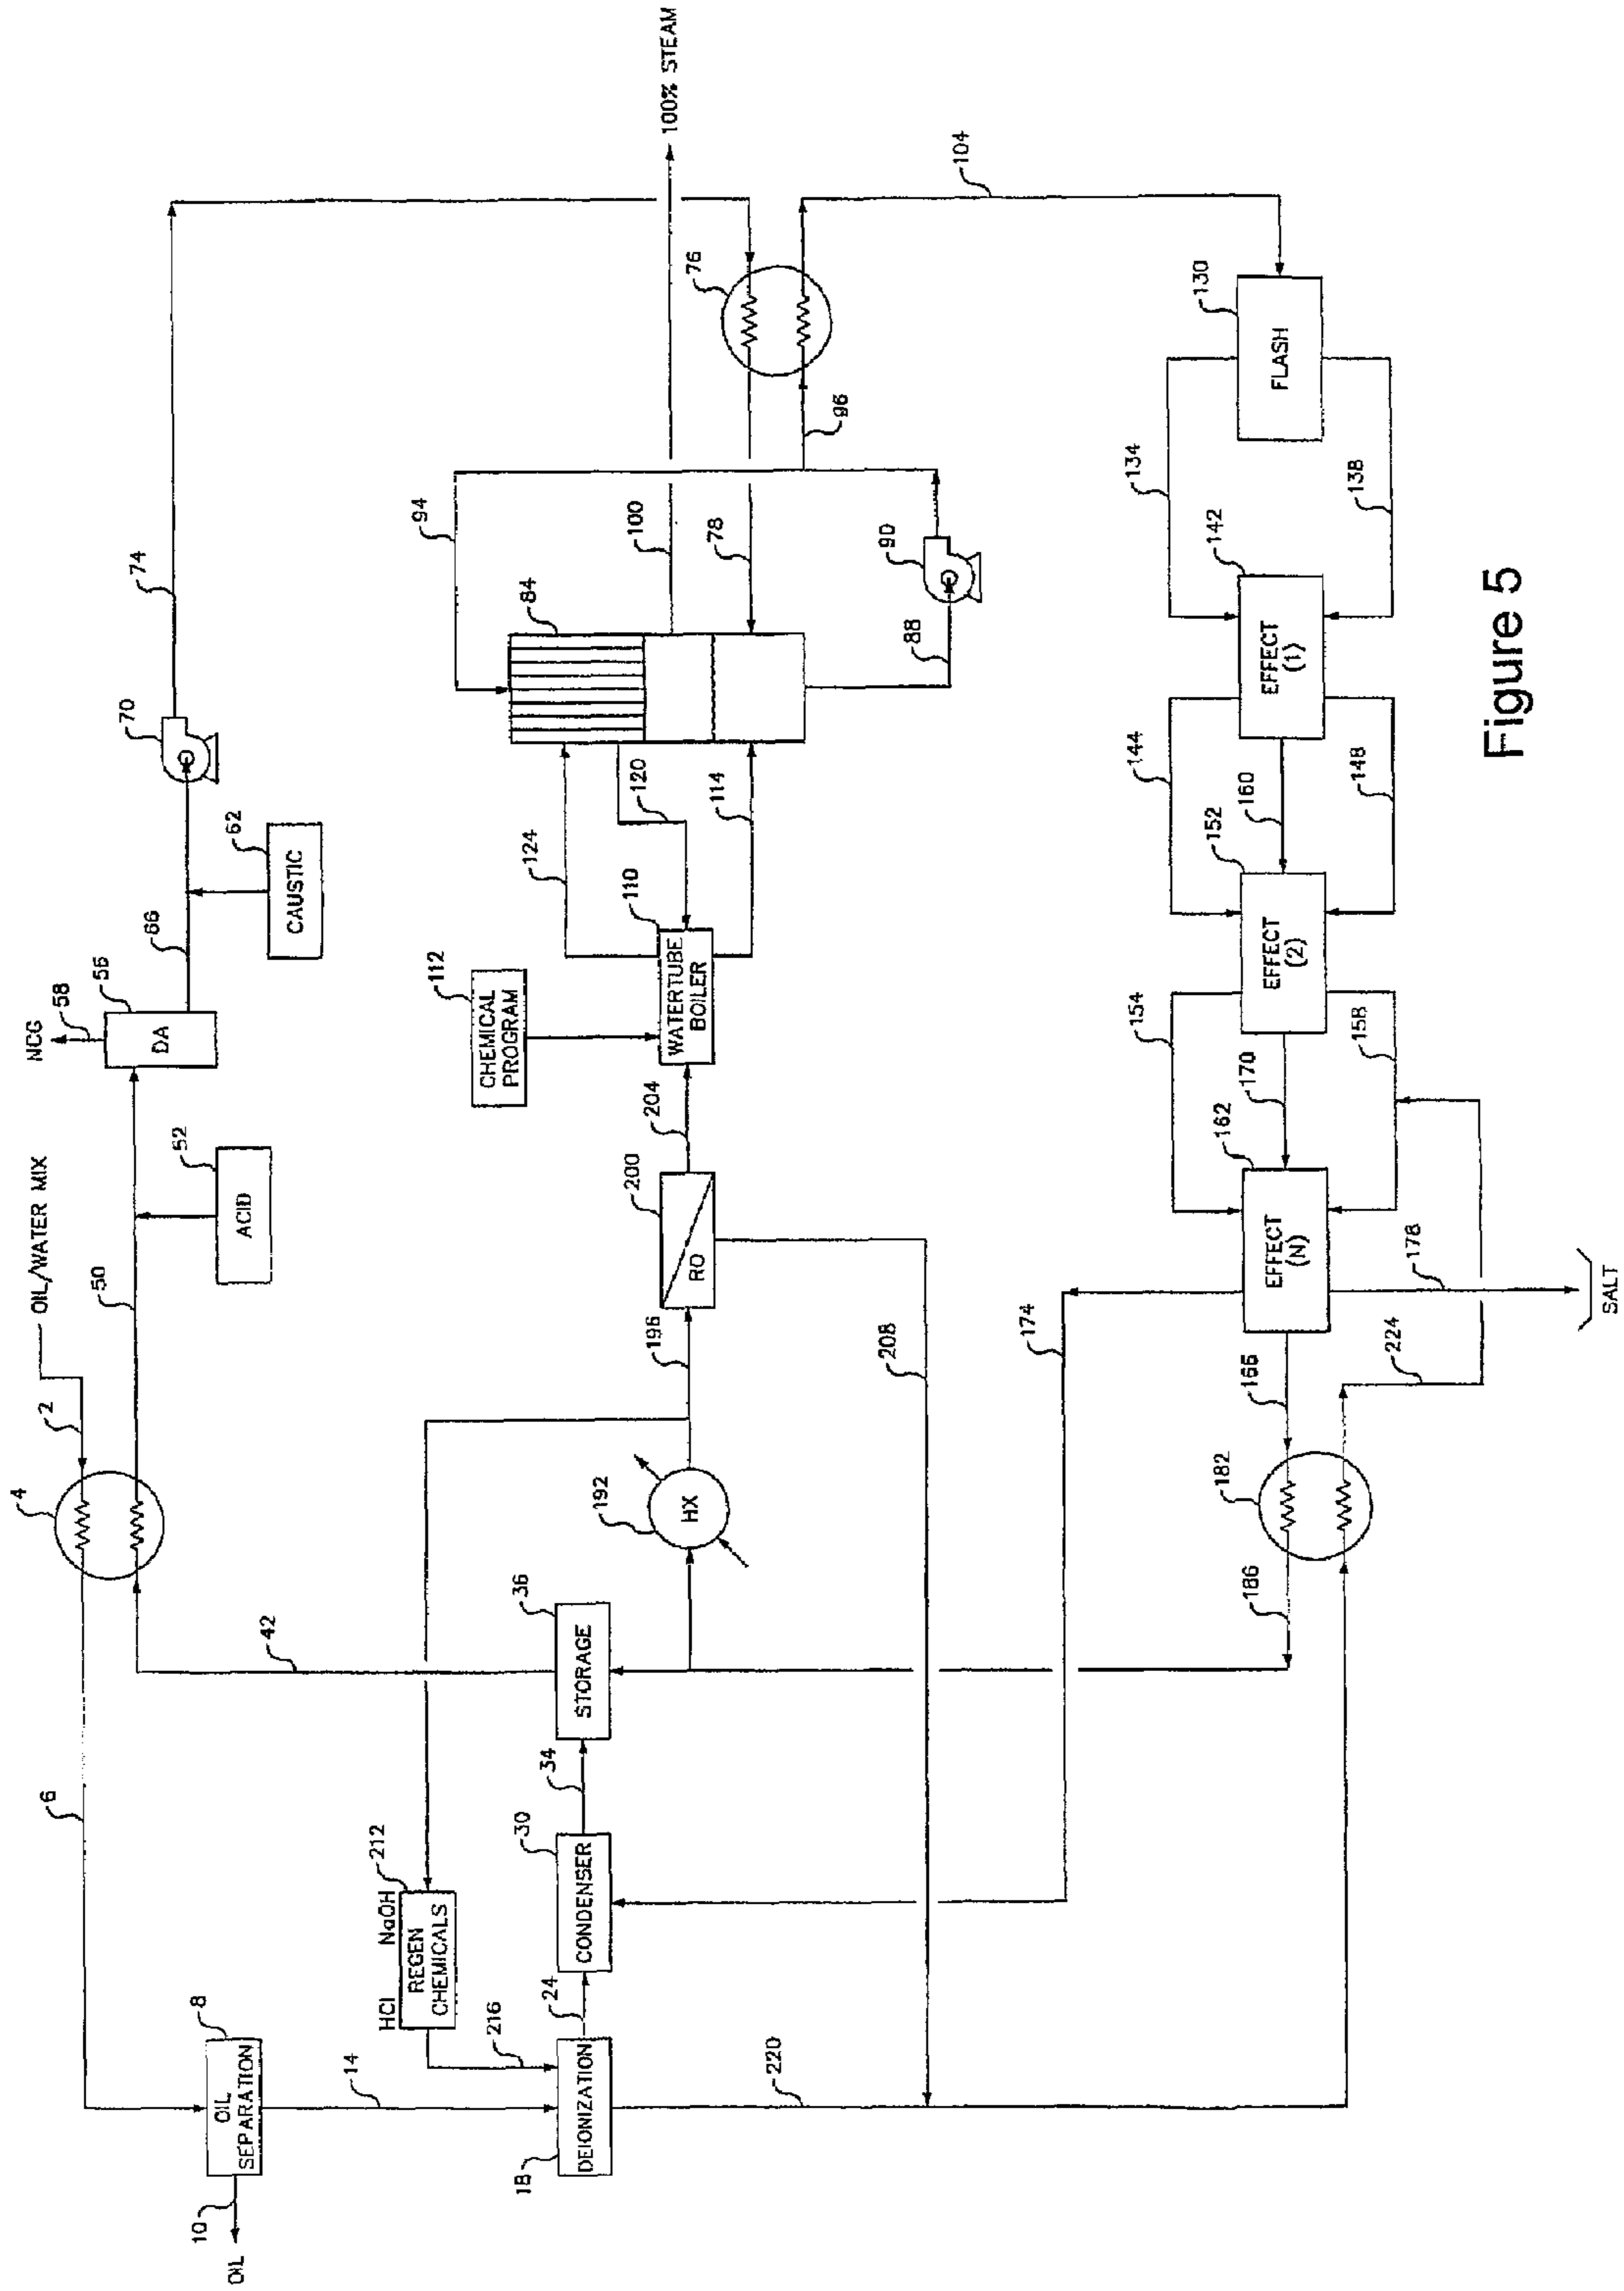 OIL/WATER MIX
2
4
6
8
OIL
SEPARATION
10
OIL
14
HCl
NaOH
212
REGEN
CHEMICALS
216
18
DEIONIZATION
24
30
CONDENSER
34
36
STORAGE
42
50
52
ACID
NCG
58
56
DA
66
62
CAUSTIC
70
74
192
HX
196
200
RO
204
208
112
CHEMICAL
PROGRAM
110
WATERTUBE
BOILER
124
120
114
94
84
100
100% STEAM
78
76
88
90
96
104
130
FLASH
134
138
142
EFFECT
(1)
144
148
160
152
EFFECT
(2)
154
158
170
162
EFFECT
(N)
174
166
178
SALT
182
186
220
224
Figure 5